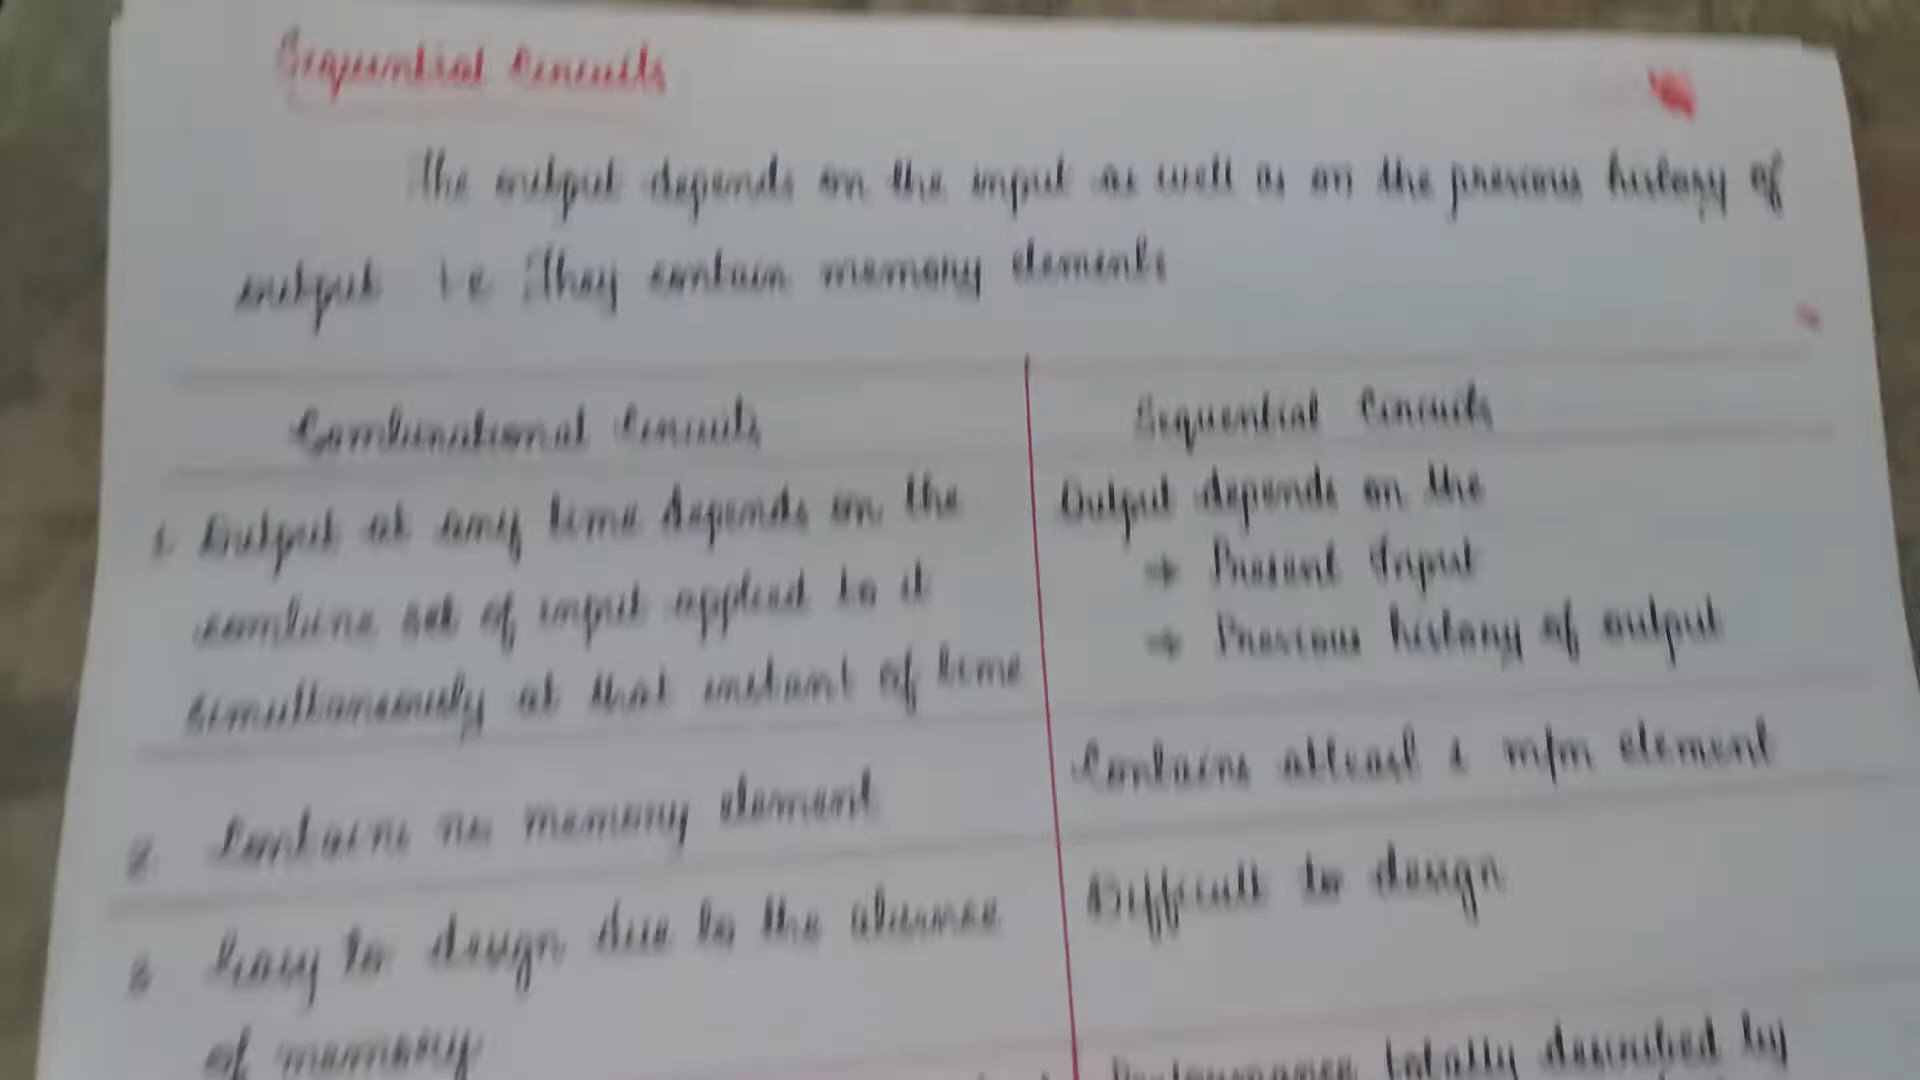 Sequential Circuits
The output depends on the input as well as on the previous history of
output i.e They contain memory elements
Combinational Circuits
1. Output at any time depends on the
combine set of input applied to it
simultaneously at that instant of time
2. Contains no memory element
3. Easy to design due to the absence
of memory
Sequential Circuits
Output depends on the
→ Present Input
→ Previous history of output
Contains atleast 1 m/m element
Difficult to design
Performance totally described by